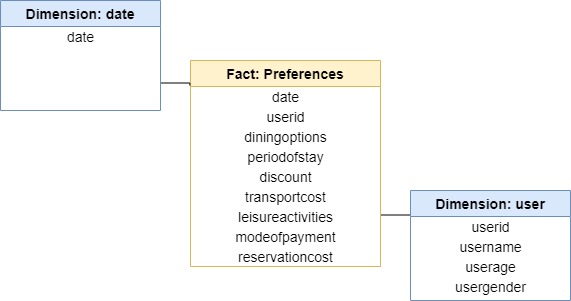 Dimension: date
date
Fact: Preferences
date
userid
diningoptions
periodofstay
discount
transportcost
leisureactivities
modeofpayment
reservationcost
Dimension: user
userid
username
userage
usergender